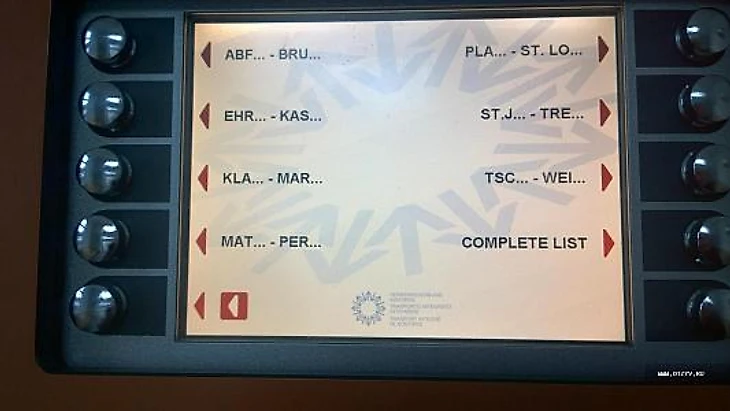 ABF... - BRU...
PLA... - ST. LO...
EHR... - KAS...
ST.J... - TRE...
KLA... - MAR...
TSC... - WEI...
MAT... - PER...
COMPLETE LIST